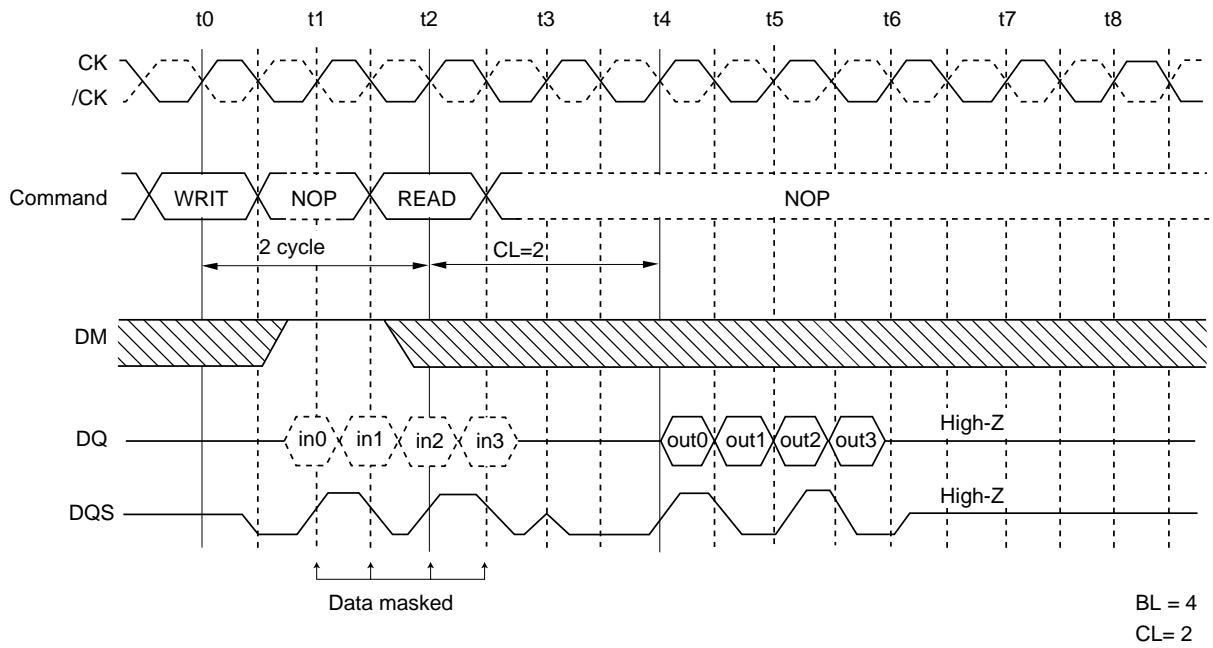 t0 t1 t2 t3 t4 t5 t6 t7 t8
CK
/CK
Command WRIT NOP READ NOP
2 cycle CL=2
DM
DQ in0 in1 in2 in3 out0 out1 out2 out3 High-Z
DQS High-Z
Data masked
BL = 4
CL= 2